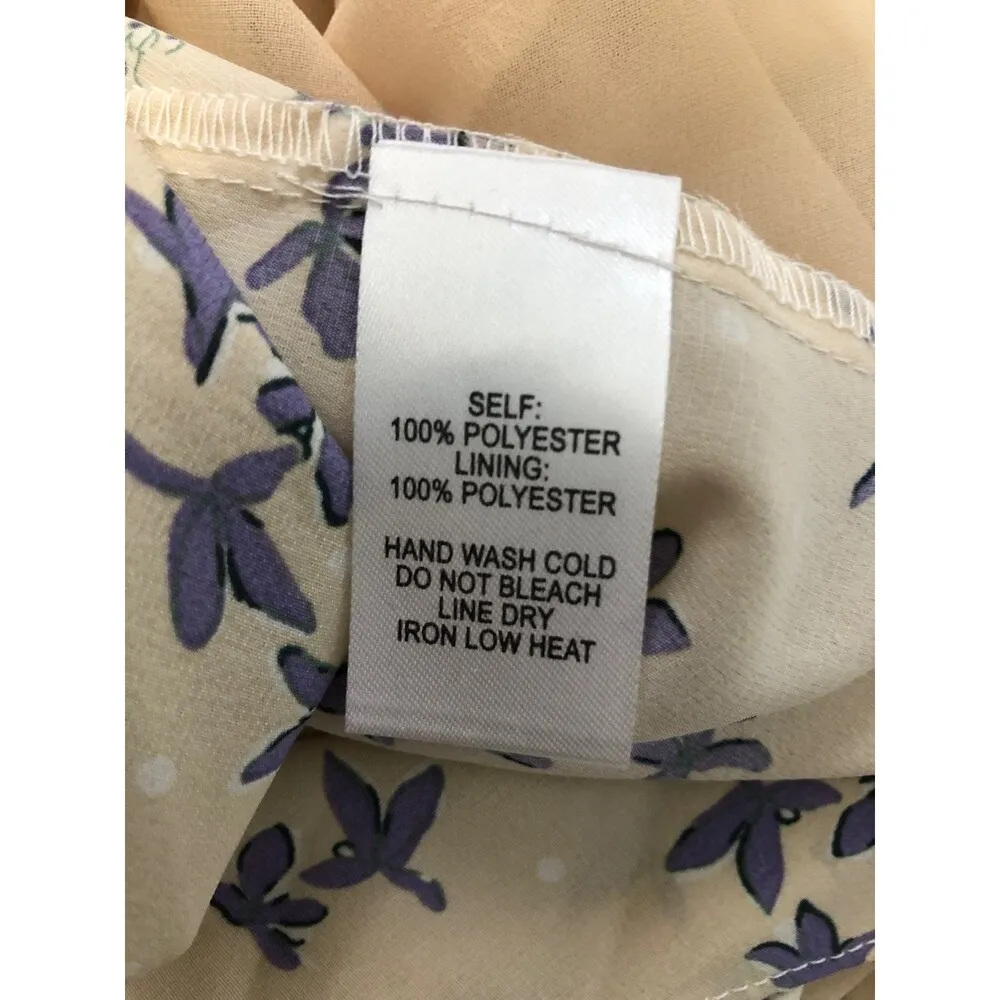 SELF:
100% POLYESTER
LINING:
100% POLYESTER
HAND WASH COLD
DO NOT BLEACH
LINE DRY
IRON LOW HEAT